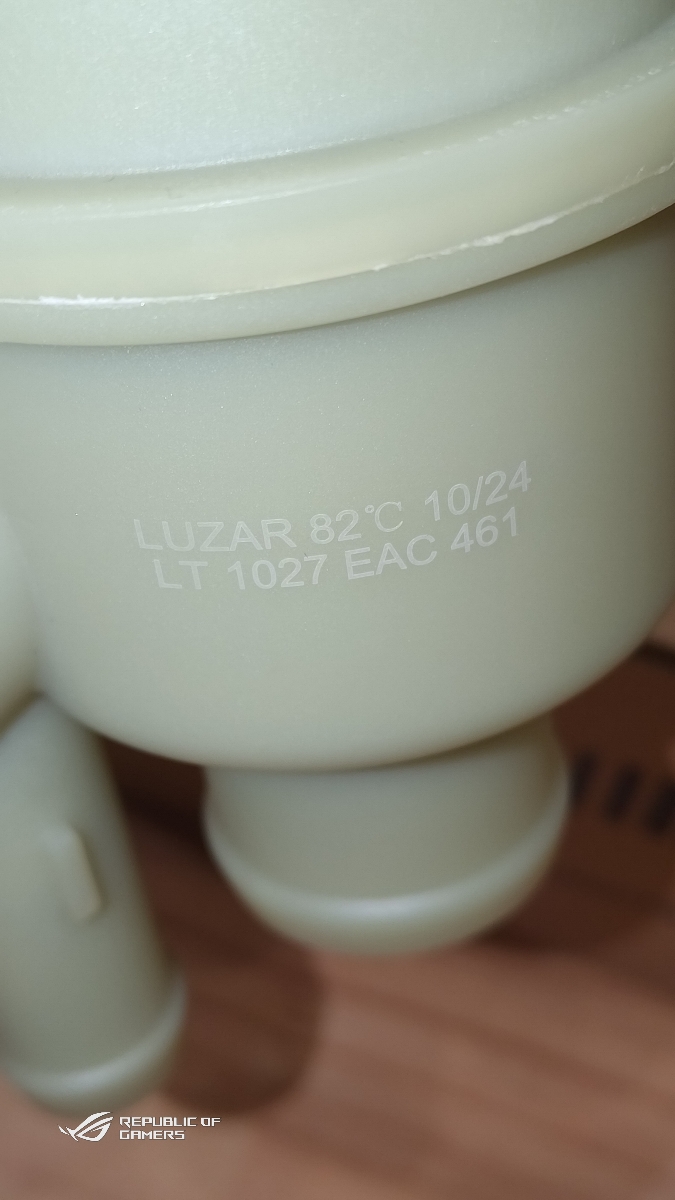 LUZAR 82℃ 10/24
LT 1027 EAC 461
REPUBLIC OF
GAMERS